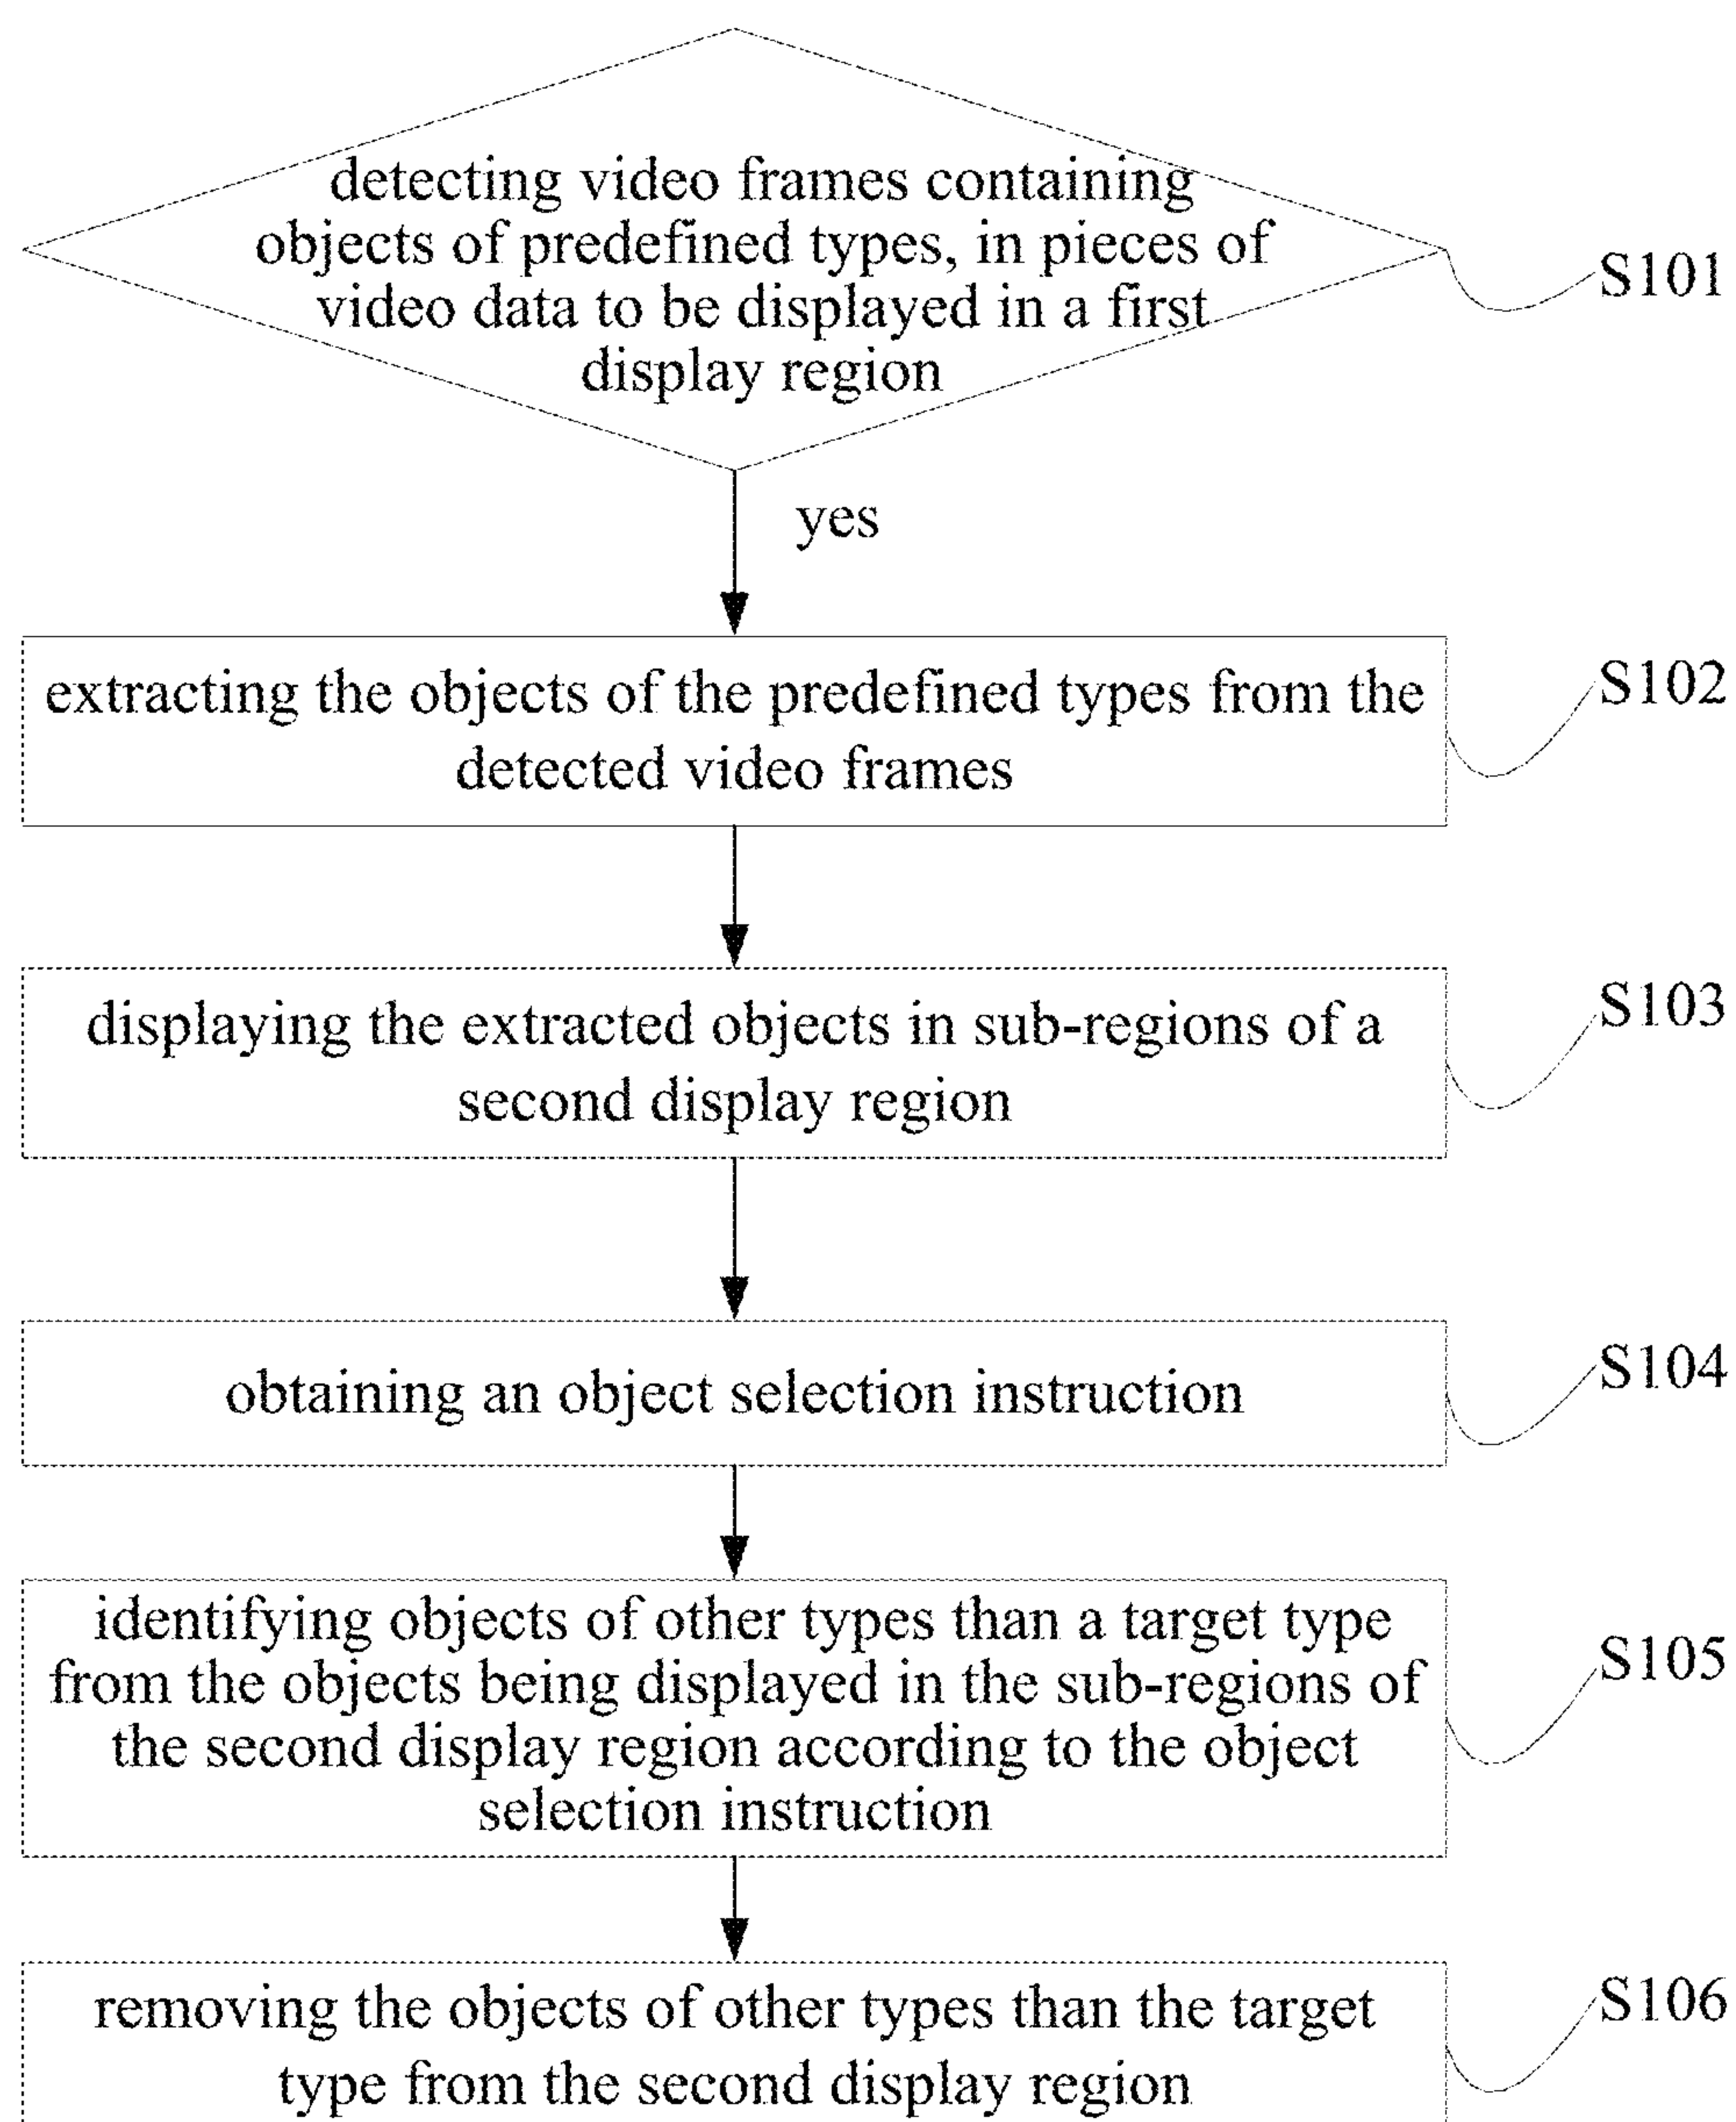 detecting video frames containing
objects of predefined types, in pieces of
video data to be displayed in a first
display region
S101
yes
extracting the objects of the predefined types from the
detected video frames
S102
displaying the extracted objects in sub-regions of a
second display region
S103
obtaining an object selection instruction
S104
identifying objects of other types than a target type
from the objects being displayed in the sub-regions of
the second display region according to the object
selection instruction
S105
removing the objects of other types than the target
type from the second display region
S106